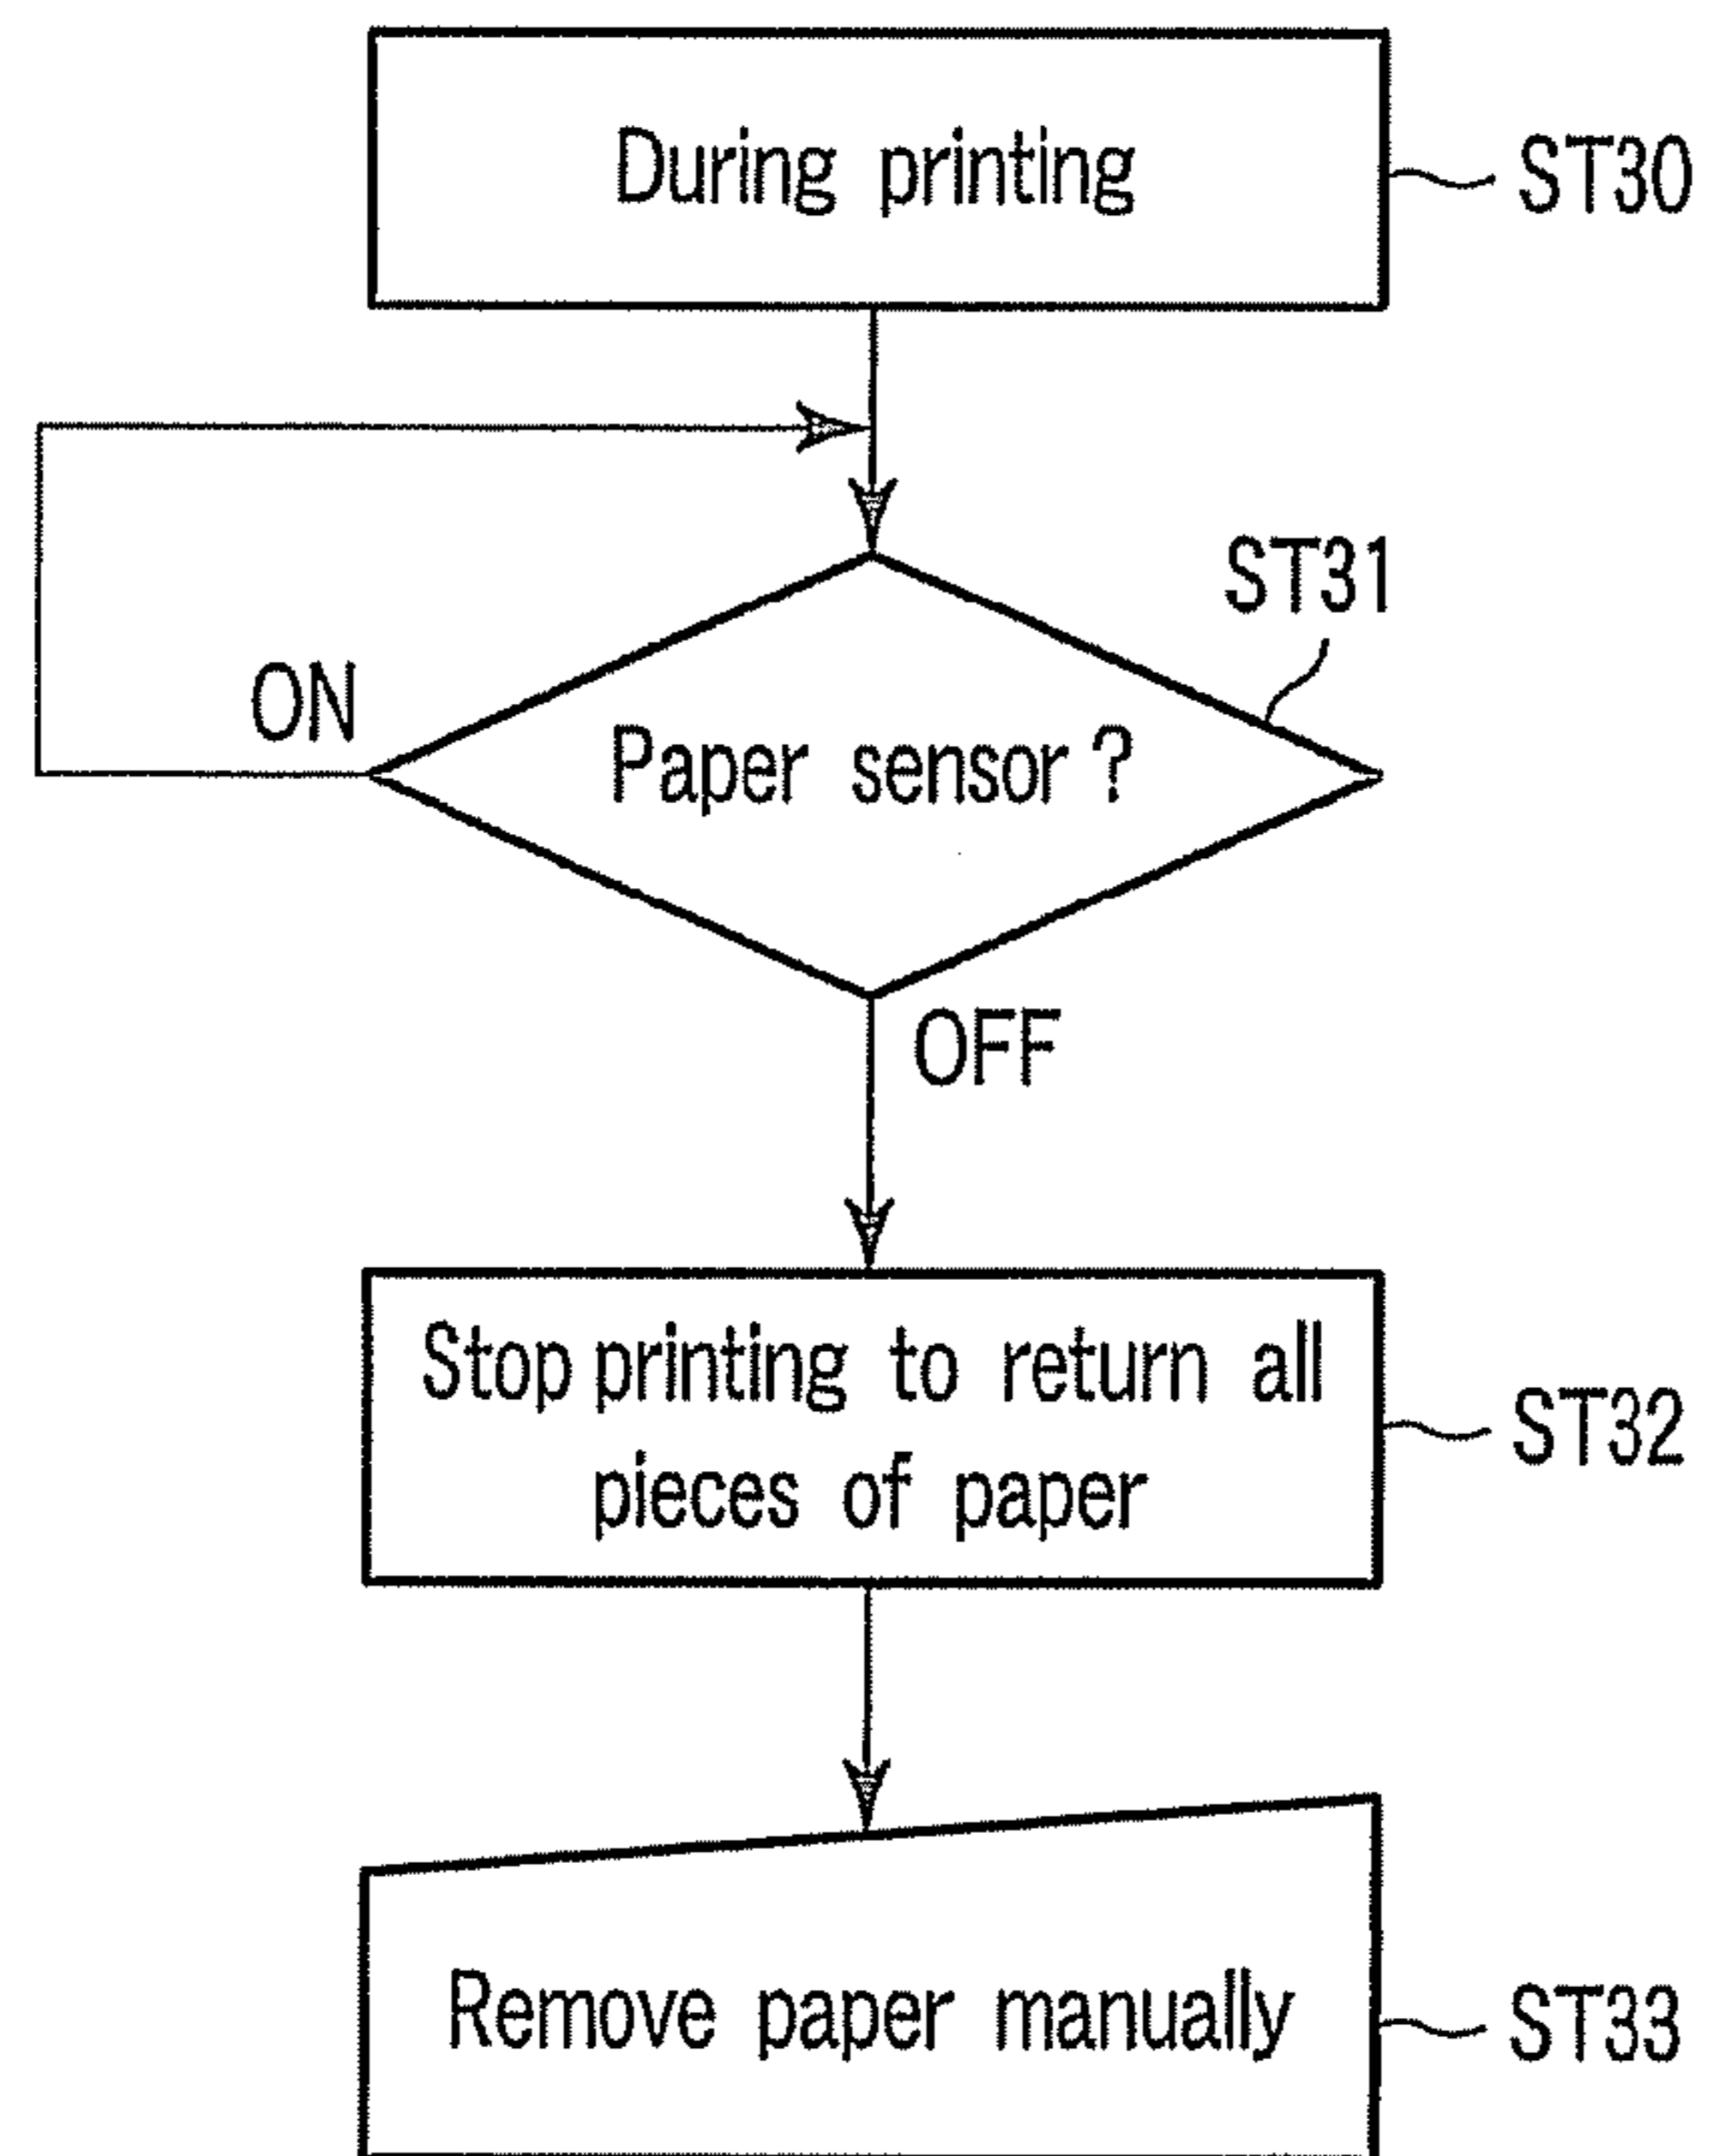 During printing
ST30
ST31
ON
Paper sensor ?
OFF
Stop printing to return all
pieces of paper
ST32
Remove paper manually
ST33